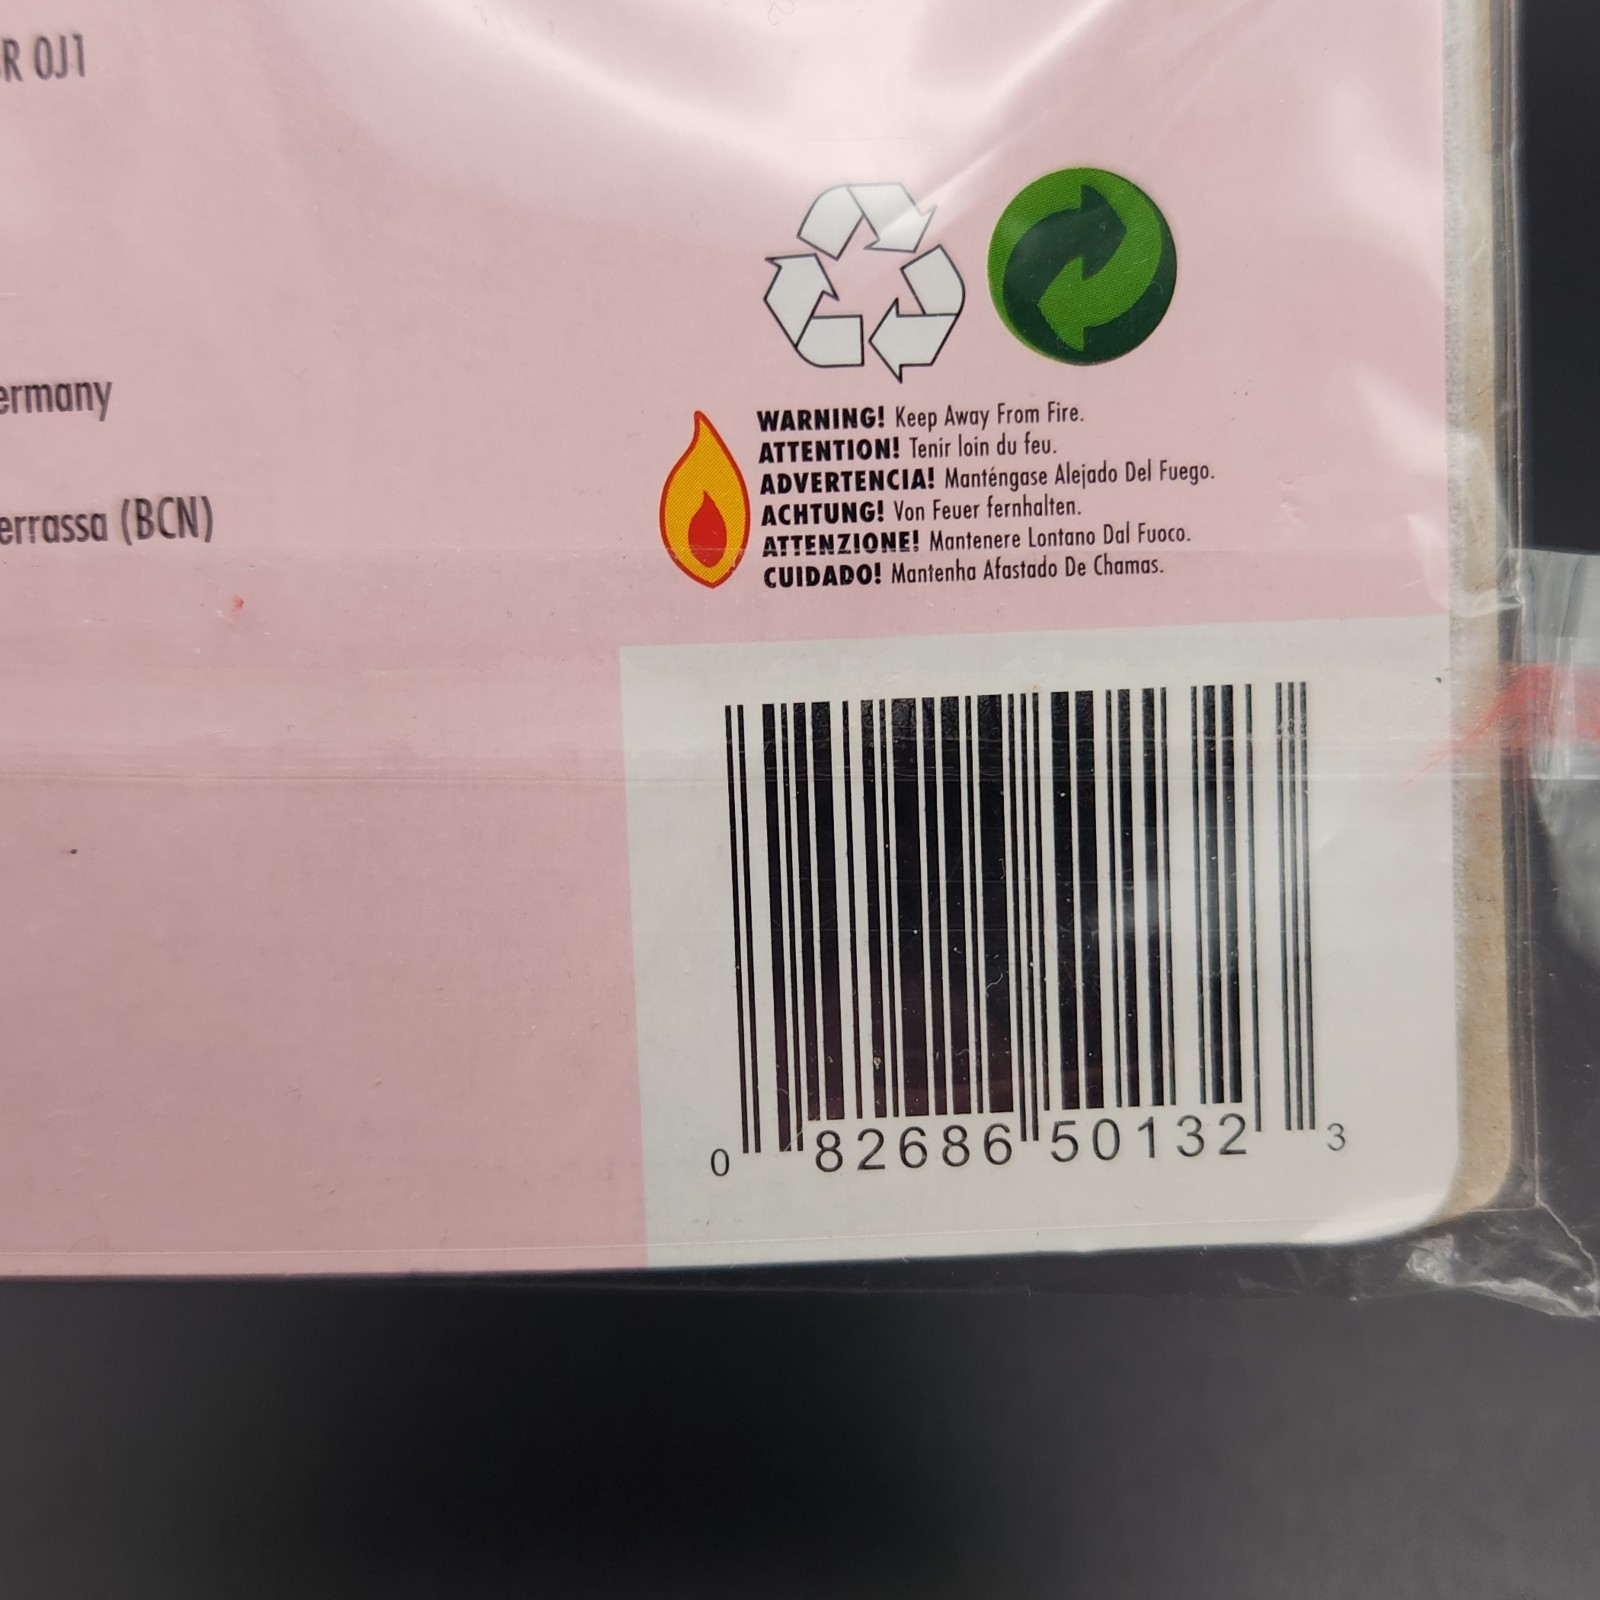 R 0J1
ermany
errassa (BCN)
WARNING! Keep Away From Fire.
ATTENTION! Tenir loin du feu.
ADVERTENCIA! Manténgase Alejado Del Fuego.
ACHTUNG! Von Feuer fernhalten.
ATTENZIONE! Mantenere Lontano Dal Fuoco.
CUIDADO! Mantenha Afastado De Chamas.
0 82686 50132 3